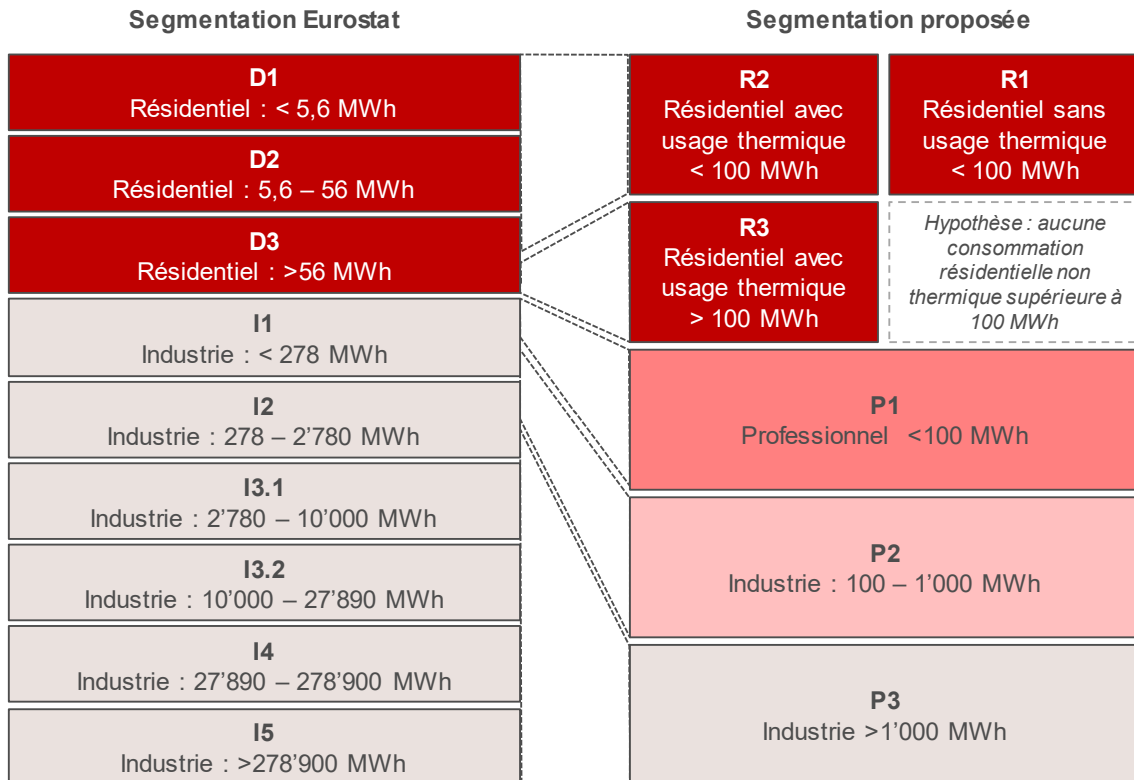 Segmentation Eurostat
D1
Résidentiel : < 5,6 MWh
D2
Résidentiel : 5,6 – 56 MWh
D3
Résidentiel : >56 MWh
I1
Industrie : < 278 MWh
I2
Industrie : 278 – 2'780 MWh
I3.1
Industrie : 2'780 – 10'000 MWh
I3.2
Industrie : 10'000 – 27'890 MWh
I4
Industrie : 27'890 – 278'900 MWh
I5
Industrie : >278'900 MWh
Segmentation proposée
R2
Résidentiel avec
usage thermique
< 100 MWh
R1
Résidentiel sans
usage thermique
< 100 MWh
R3
Résidentiel avec
usage thermique
> 100 MWh
Hypothèse : aucune
consommation
résidentielle non
thermique supérieure à
100 MWh
P1
Professionnel <100 MWh
P2
Industrie : 100 – 1'000 MWh
P3
Industrie >1'000 MWh